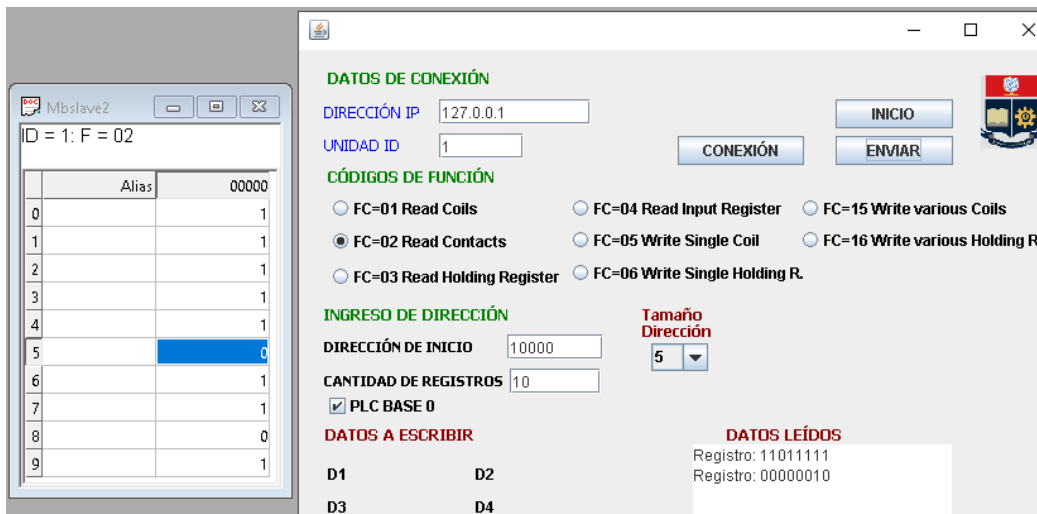 Mbslave2
ID = 1: F = 02
Alias 00000
0 1
1 1
2 1
3 1
4 1
5 0
6 1
7 1
8 0
9 1
DATOS DE CONEXIÓN
DIRECCIÓN IP 127.0.0.1 INICIO
UNIDAD ID 1 CONEXIÓN ENVIAR
CÓDIGOS DE FUNCIÓN
FC=01 Read Coils FC=04 Read Input Register FC=15 Write various Coils
FC=02 Read Contacts FC=05 Write Single Coil FC=16 Write various Holding R
FC=03 Read Holding Register FC=06 Write Single Holding R.
INGRESO DE DIRECCIÓN Tamaño
Dirección
DIRECCIÓN DE INICIO 10000 5
CANTIDAD DE REGISTROS 10
PLC BASE 0
DATOS A ESCRIBIR DATOS LEÍDOS
Registro: 11011111
D1 D2 Registro: 00000010
D3 D4